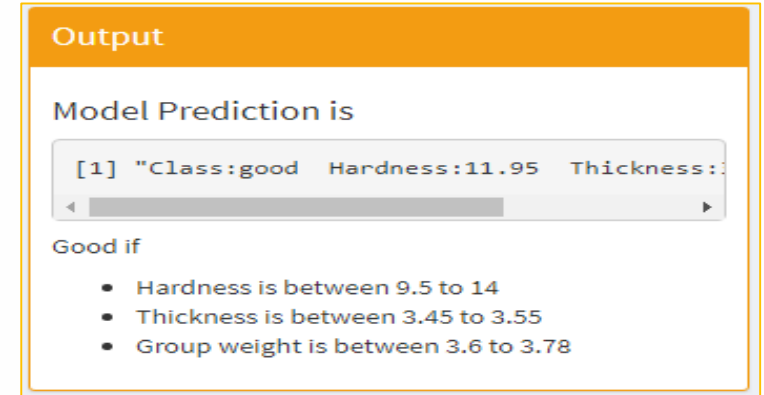 Output
Model Prediction is
[1] "Class:good Hardness:11.95 Thickness:
Good if
• Hardness is between 9.5 to 14
• Thickness is between 3.45 to 3.55
• Group weight is between 3.6 to 3.78